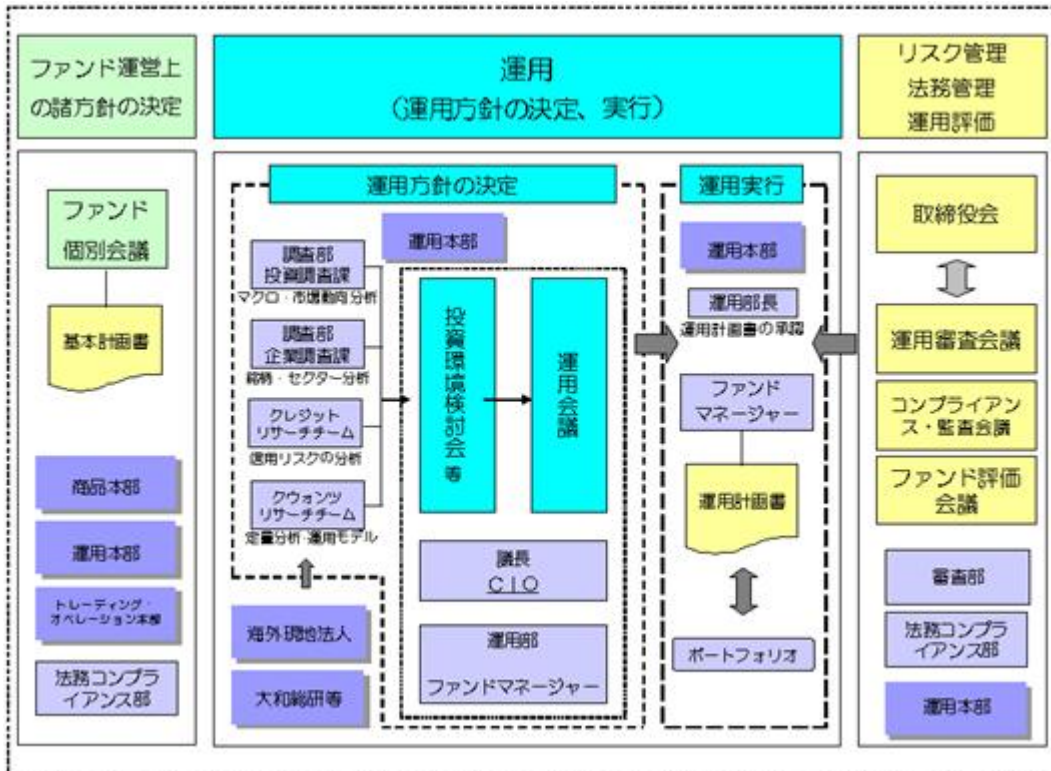 ファンド運営上
の諸方針の決定
運用
(運用方針の決定、実行)
リスク管理
法務管理
運用評価
ファンド
個別会議
基本計画書
商品本部
運用本部
トレーディング・
オペレーション本部
法務コンプラ
イアンス部
運用方針の決定
運用本部
調査部
投資調査課
マクロ・市場動向分析
調査部
企業調査課
銘柄・セクター分析
クレジット
リサーチチーム
信用リスクの分析
クウォンツ
リサーチチーム
定量分析・運用モデル
海外現地法人
大和総研等
投資環境検討会 等
運用会議
議長
CIO
運用部
ファンドマネージャー
運用実行
運用本部
運用部長
運用計画書の承認
ファンド
マネージャー
運用計画書
ポートフォリオ
取締役会
運用審査会議
コンプライアン
ス・監査会議
ファンド評価
会議
審査部
法務コンプラ
イアンス部
運用本部